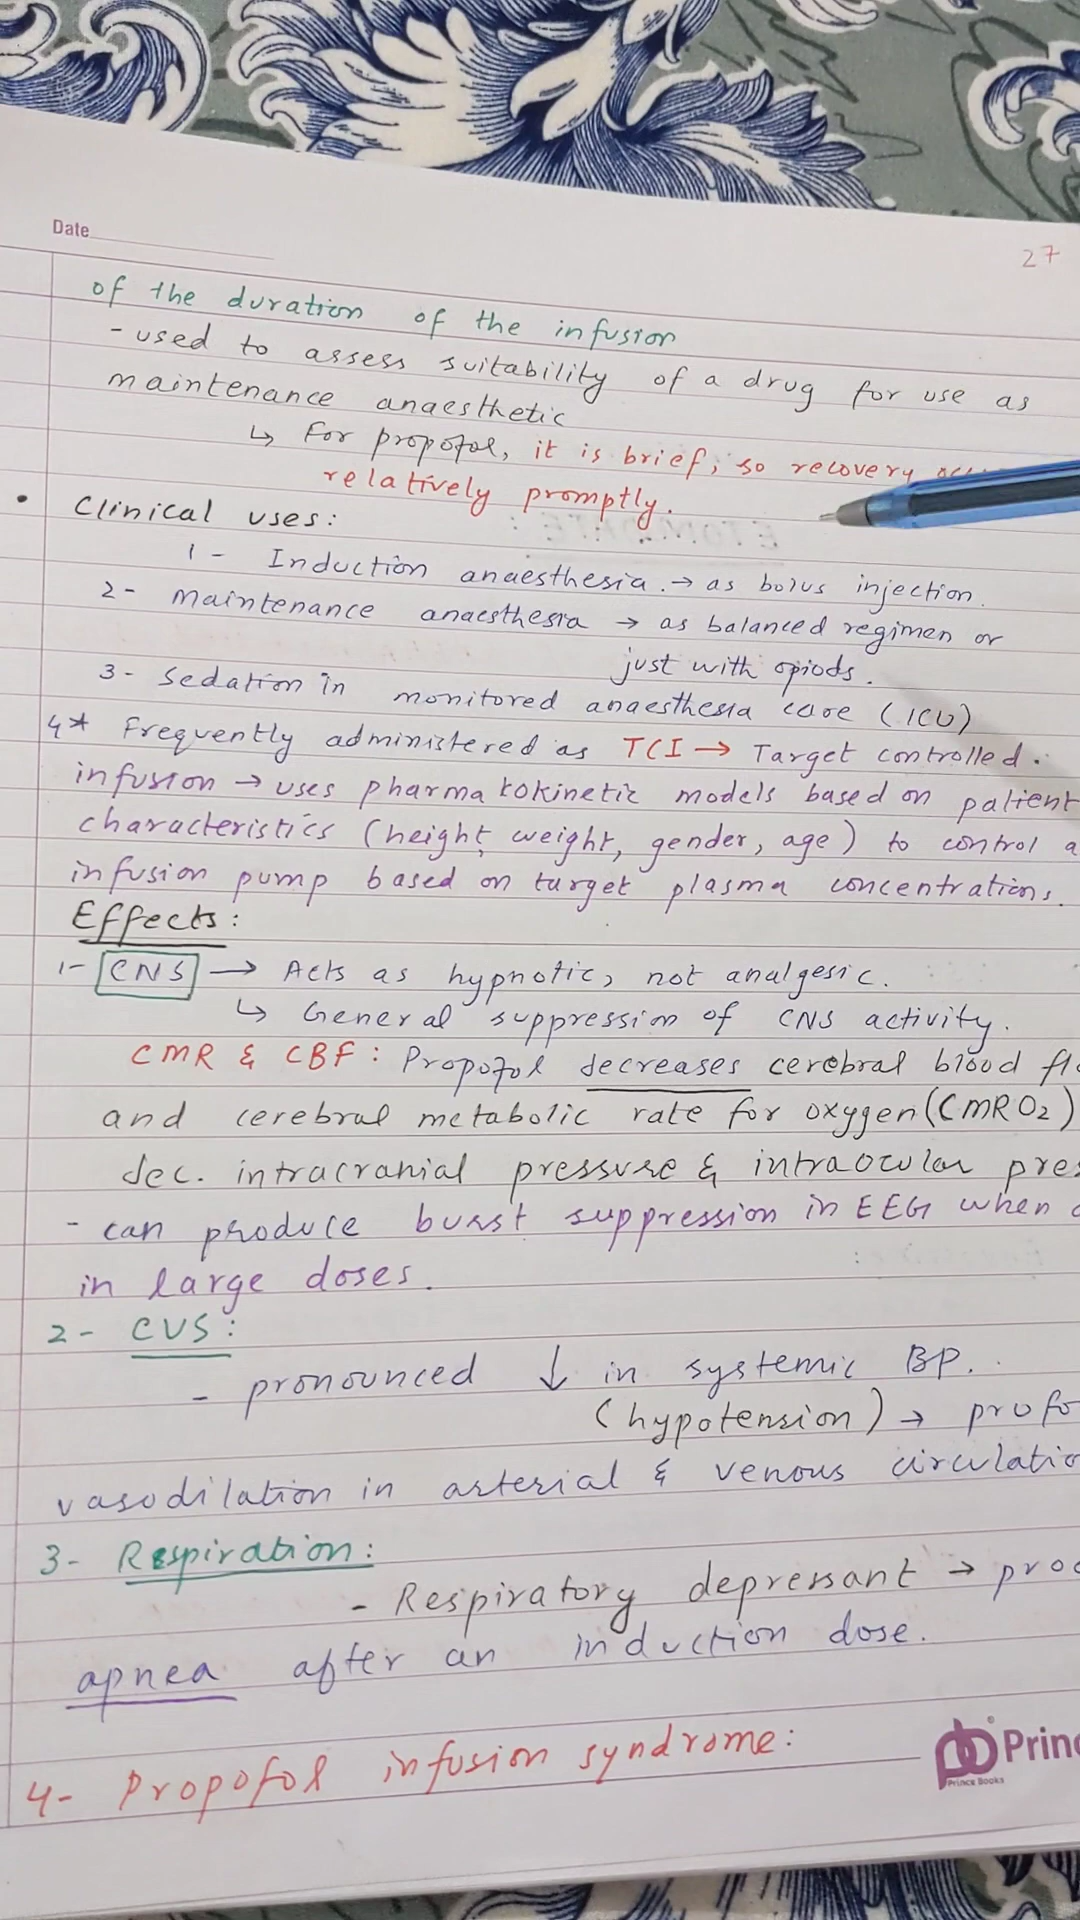 Date
27
of the duration of the infusion
- used to assess suitability of a drug for use as
maintenance anaesthetic
↳ For propofol, it is brief, so recovery
relatively promptly.
• Clinical uses:
1- Induction anaesthesia. → as bolus injection.
2- maintenance anaesthesia → as balanced regimen or
just with opiods.
3- Sedation in monitored anaesthesia care (ICU)
4* Frequently administered as TCI → Target controlled.
infusion → uses pharmakokinetic models based on patient
characteristics (height, weight, gender, age) to control a
infusion pump based on target plasma concentrations.
Effects:
1- CNS → Acts as hypnotic, not analgesic.
↳ General suppression of CNS activity.
CMR & CBF: Propofol decreases cerebral blood
and cerebral metabolic rate for oxygen (CMRO2)
dec. intracranial pressure & intraocular
- can produce burst suppression in EEG when
in large doses.
2- CVS:
- pronounced ↓ in systemic BP.
(hypotension) →
vasodilation in arterial & venous
3- Respiration:
- Respiratory depressant →
apnea after an induction dose.
4- Propofol infusion syndrome:
Prince Books